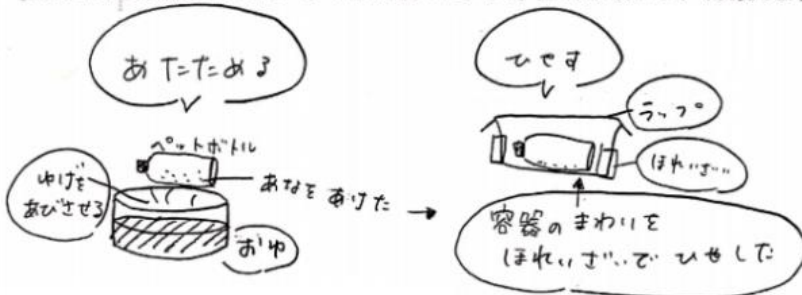 あたためる
ペットボトル
ゆげを
あびさせる
あなを あけた
おゆ
ひやす
ラップ
ほれいざい
容器の まわりを
ほれいざいで ひやした